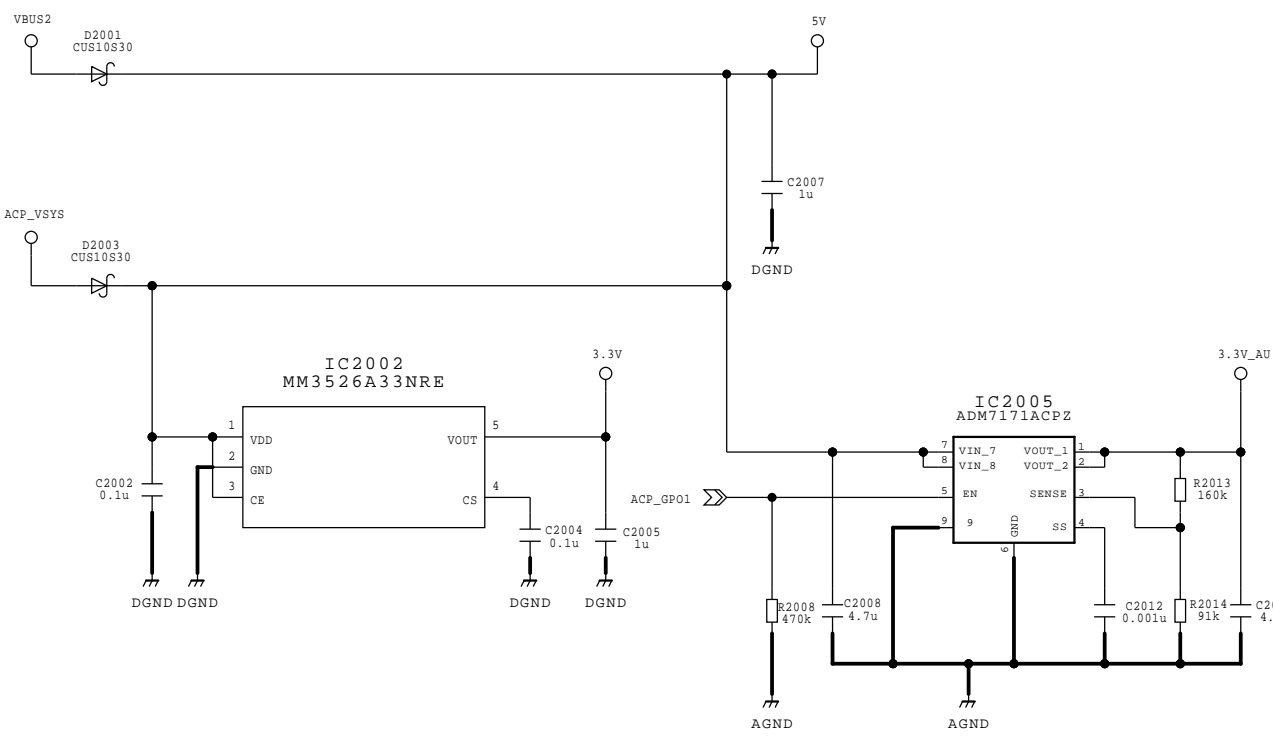 VBUS2
D2001
CUS10S30
5V
C2007
1u
DGND
ACP_VSYS
D2003
CUS10S30
IC2002
MM3526A33NRE
3.3V
1
VDD
VOUT
5
2
GND
3
CE
CS
4
C2002
0.1u
C2004
0.1u
C2005
1u
DGND
DGND
DGND
DGND
3.3V_AU
IC2005
ADM7171ACPZ
7
VIN_7
VOUT_1
1
8
VIN_8
VOUT_2
2
ACP_GPO1
5
EN
SENSE
3
9
9
GND
SS
4
6
R2013
160k
R2008
470k
C2008
4.7u
C2012
0.001u
R2014
91k
C2
4.
AGND
AGND